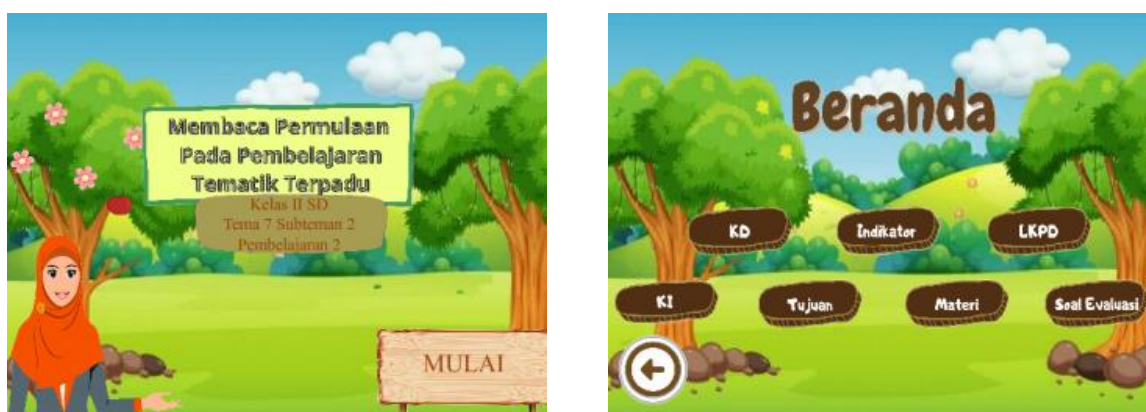 Membaca Permulaan
Pada Pembelajaran
Tematik Terpadu
Kelas II SD
Tema 7 Subteman 2
Pembelajaran 2
MULAI
Beranda
KD
Indikator
LKPD
KI
Tujuan
Materi
Soal Evaluasi